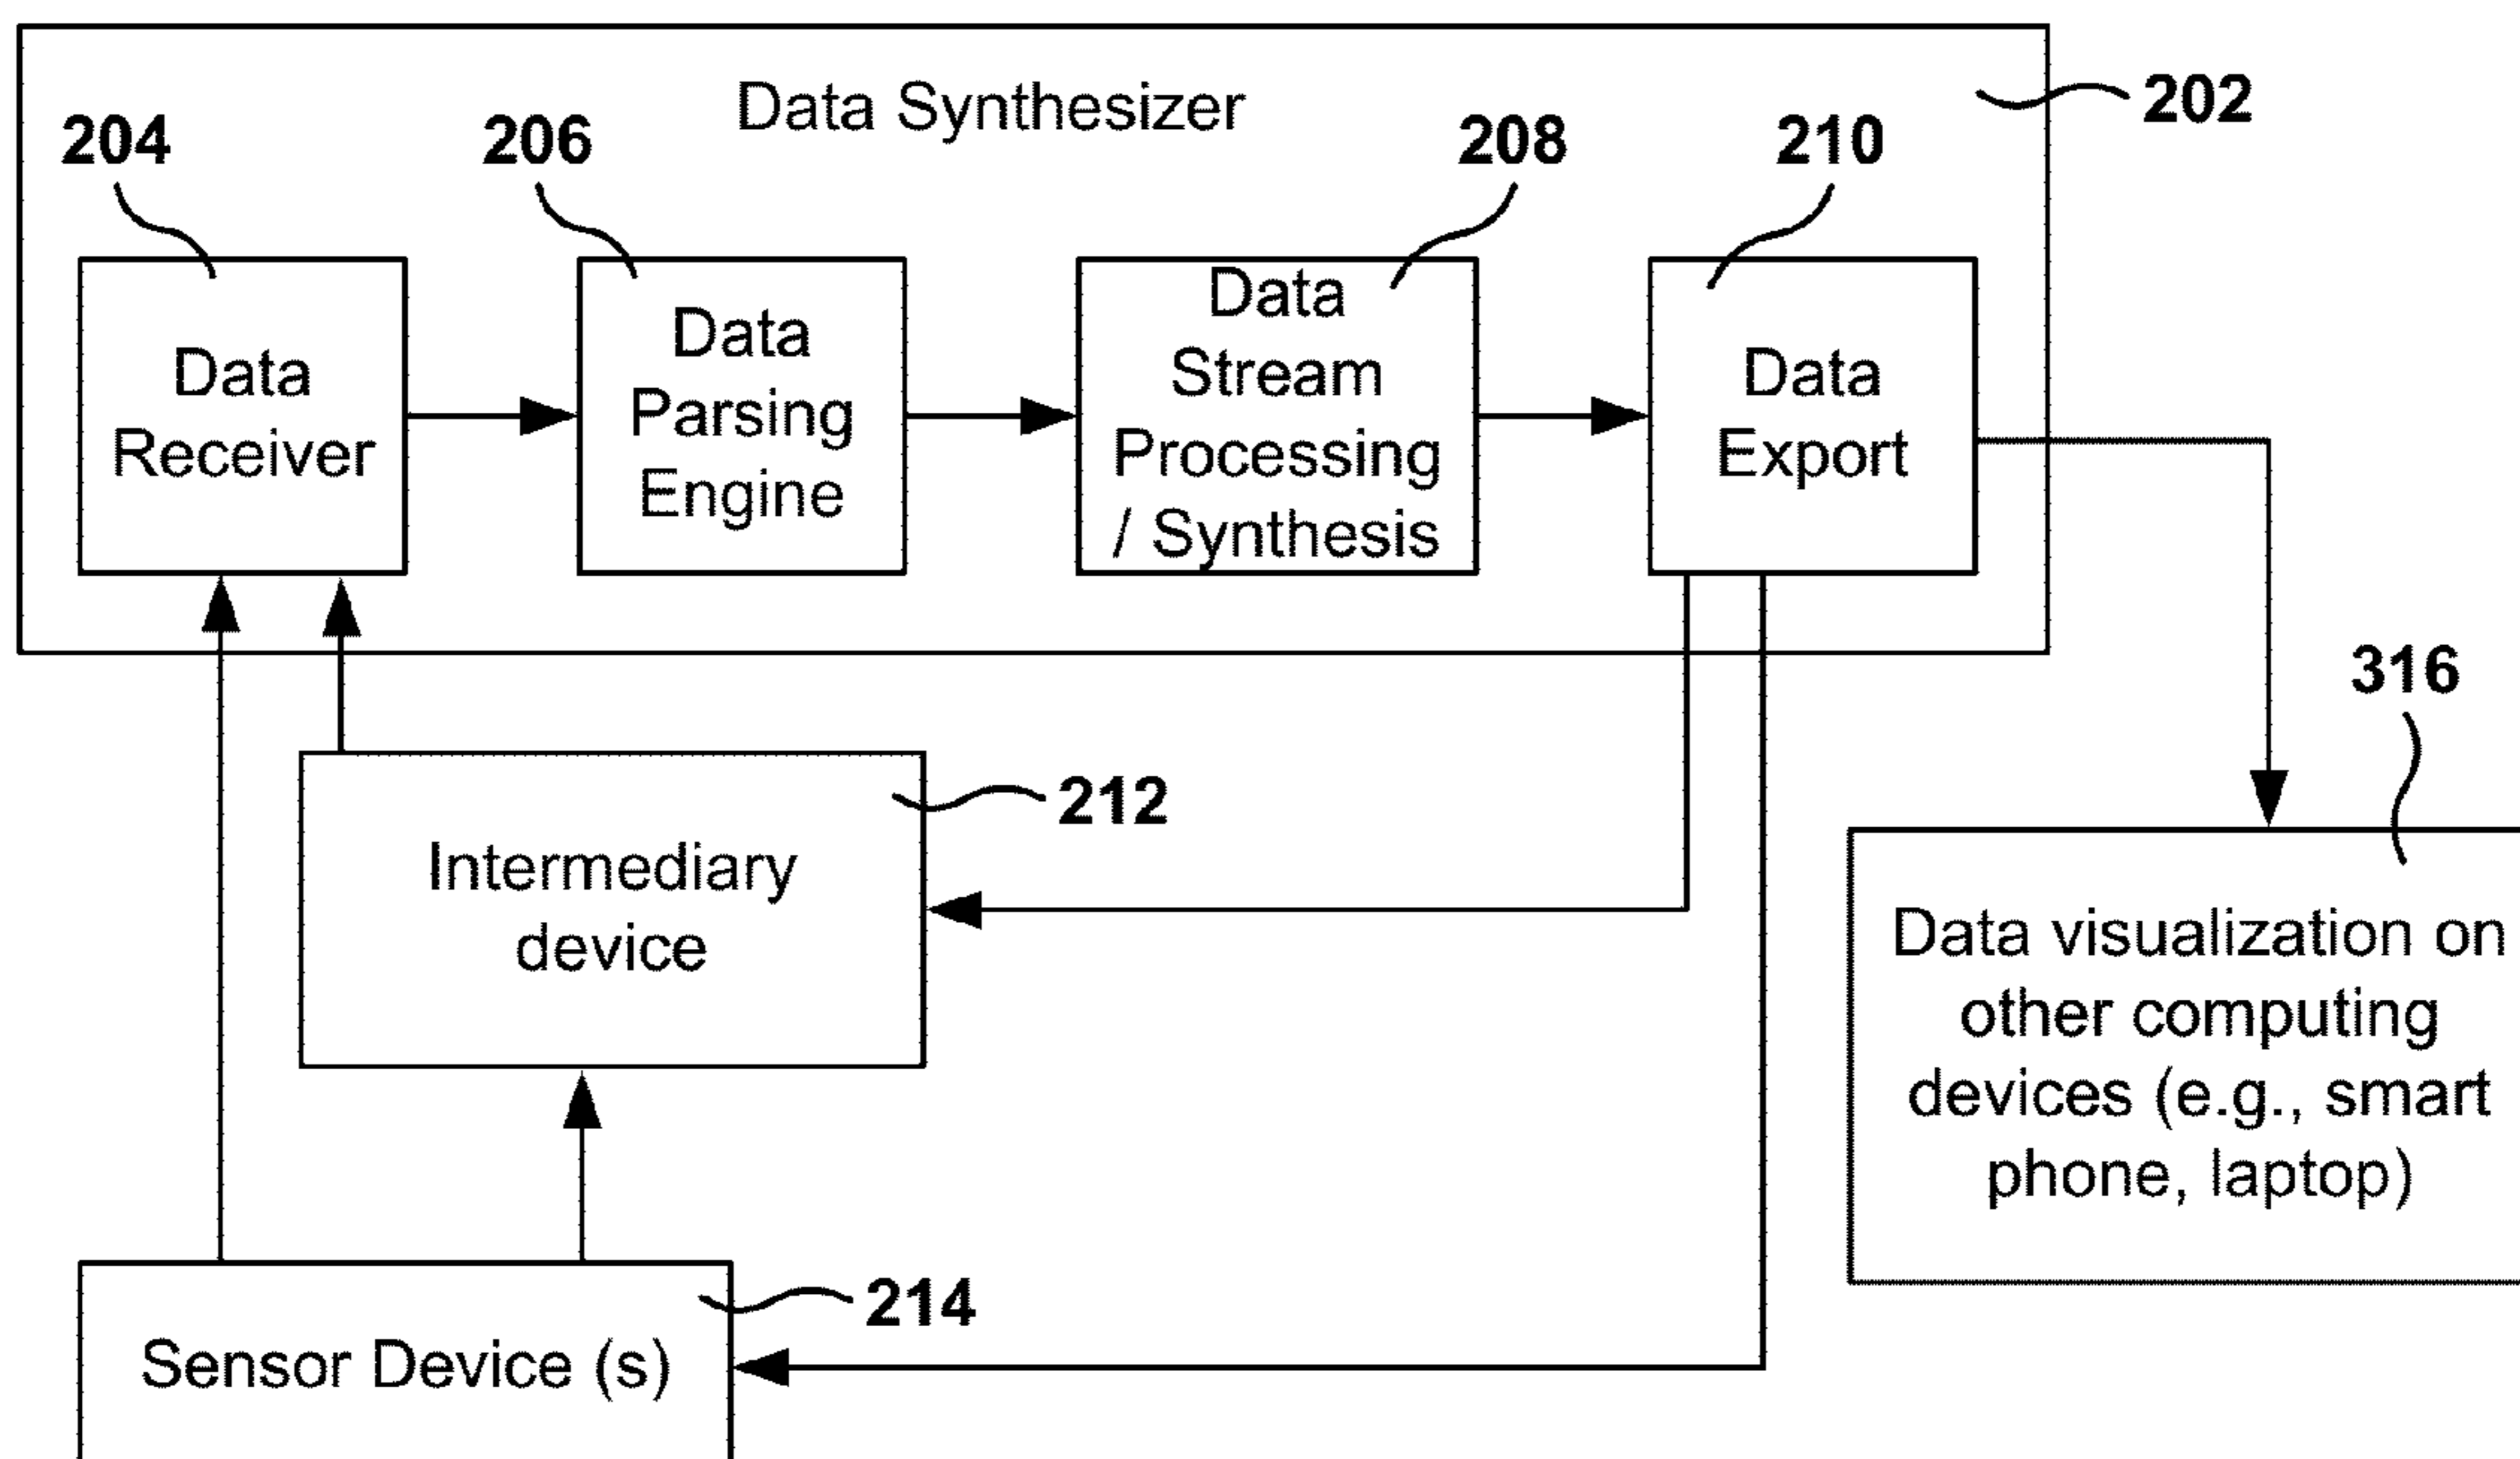 Data Synthesizer
202
204
206
208
210
Data
Receiver
Data
Parsing
Engine
Data
Stream
Processing
/ Synthesis
Data
Export
316
212
Intermediary
device
Data visualization on
other computing
devices (e.g., smart
phone, laptop)
214
Sensor Device (s)